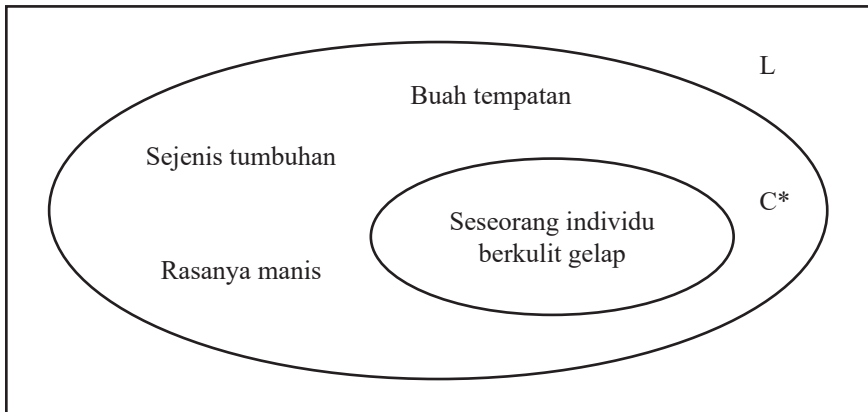 L
Buah tempatan
Sejenis tumbuhan
C*
Seseorang individu
berkulit gelap
Rasanya manis